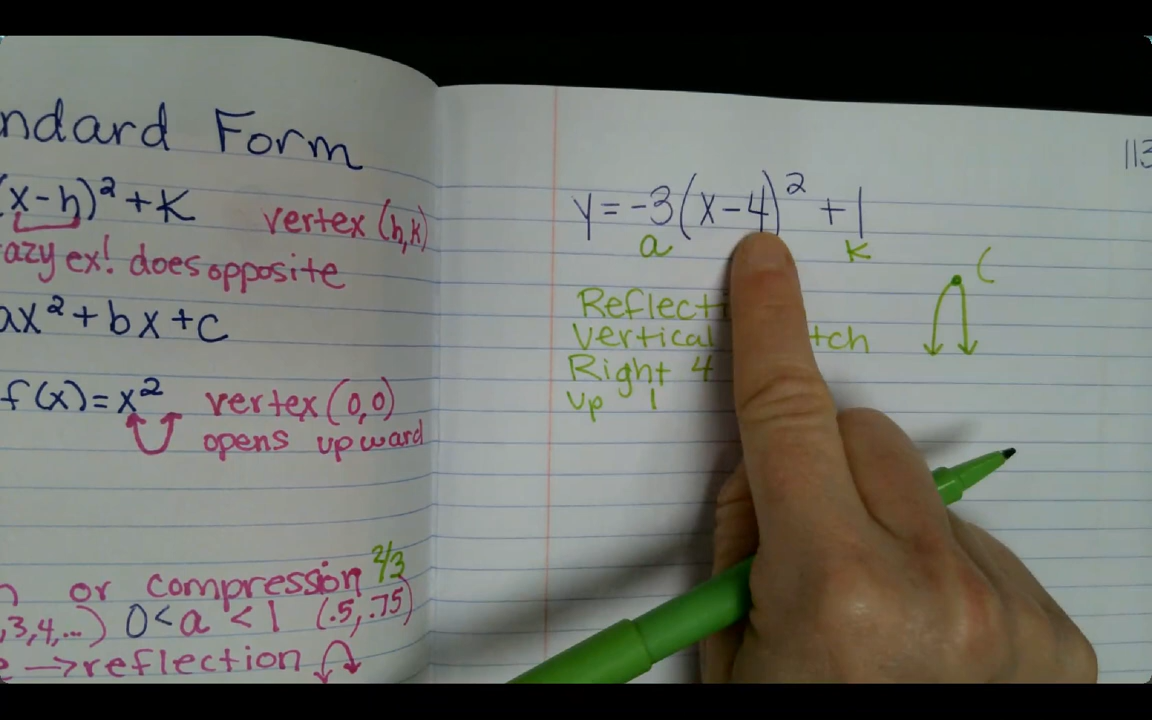 ndard Form
(x-h)² + K
vertex (h,k)
azy ex! does opposite
ax² + bx + c
f(x) = x²
vertex (0,0)
opens upward
2/3
n or compression
,3,4,...) 0 < a < 1 (.5, .75)
e → reflection
113
y = -3(x-4)² + 1
a
k
(
Reflecti
Vertical tch
Right 4
Up 1